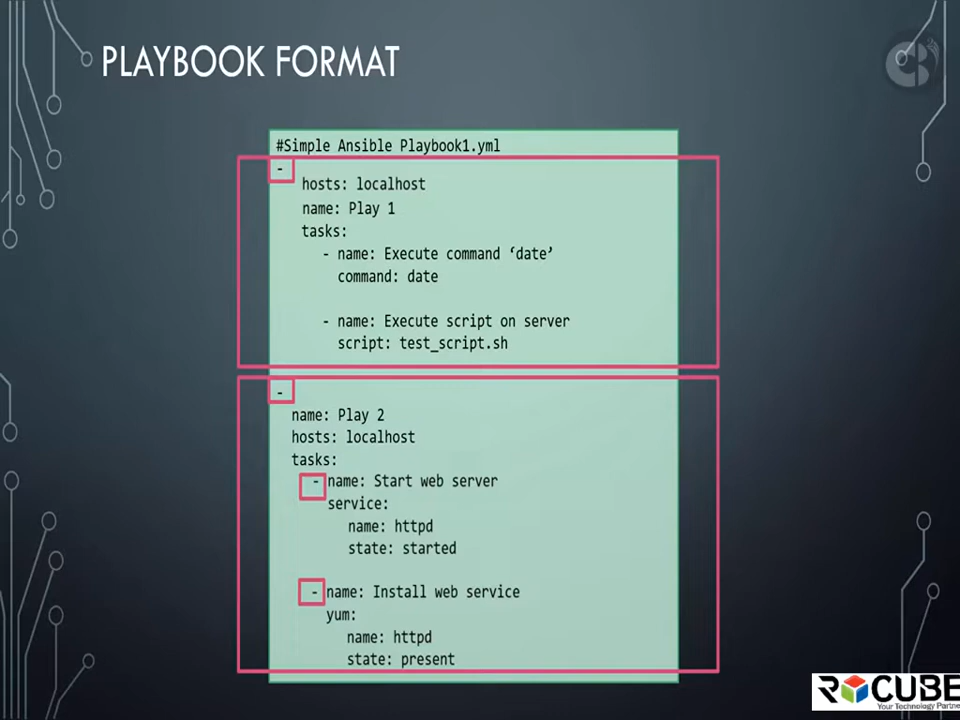 PLAYBOOK FORMAT
#Simple Ansible Playbook1.yml
-
hosts: localhost
name: Play 1
tasks:
- name: Execute command ‘date’
command: date
- name: Execute script on server
script: test_script.sh
-
name: Play 2
hosts: localhost
tasks:
- name: Start web server
service:
name: httpd
state: started
- name: Install web service
yum:
name: httpd
state: present
RCUBE
Your Technology Partne